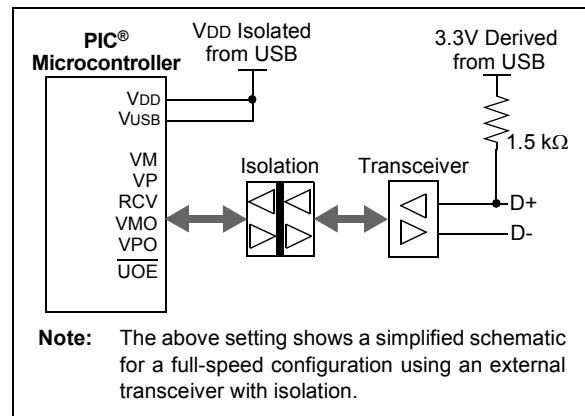 PIC®
Microcontroller
VDD Isolated
from USB
3.3V Derived
from USB
VDD
VUSB
1.5 kΩ
Isolation
Transceiver
VM
VP
RCV
VMO
VPO
UOE
D+
D-
Note: The above setting shows a simplified schematic
for a full-speed configuration using an external
transceiver with isolation.